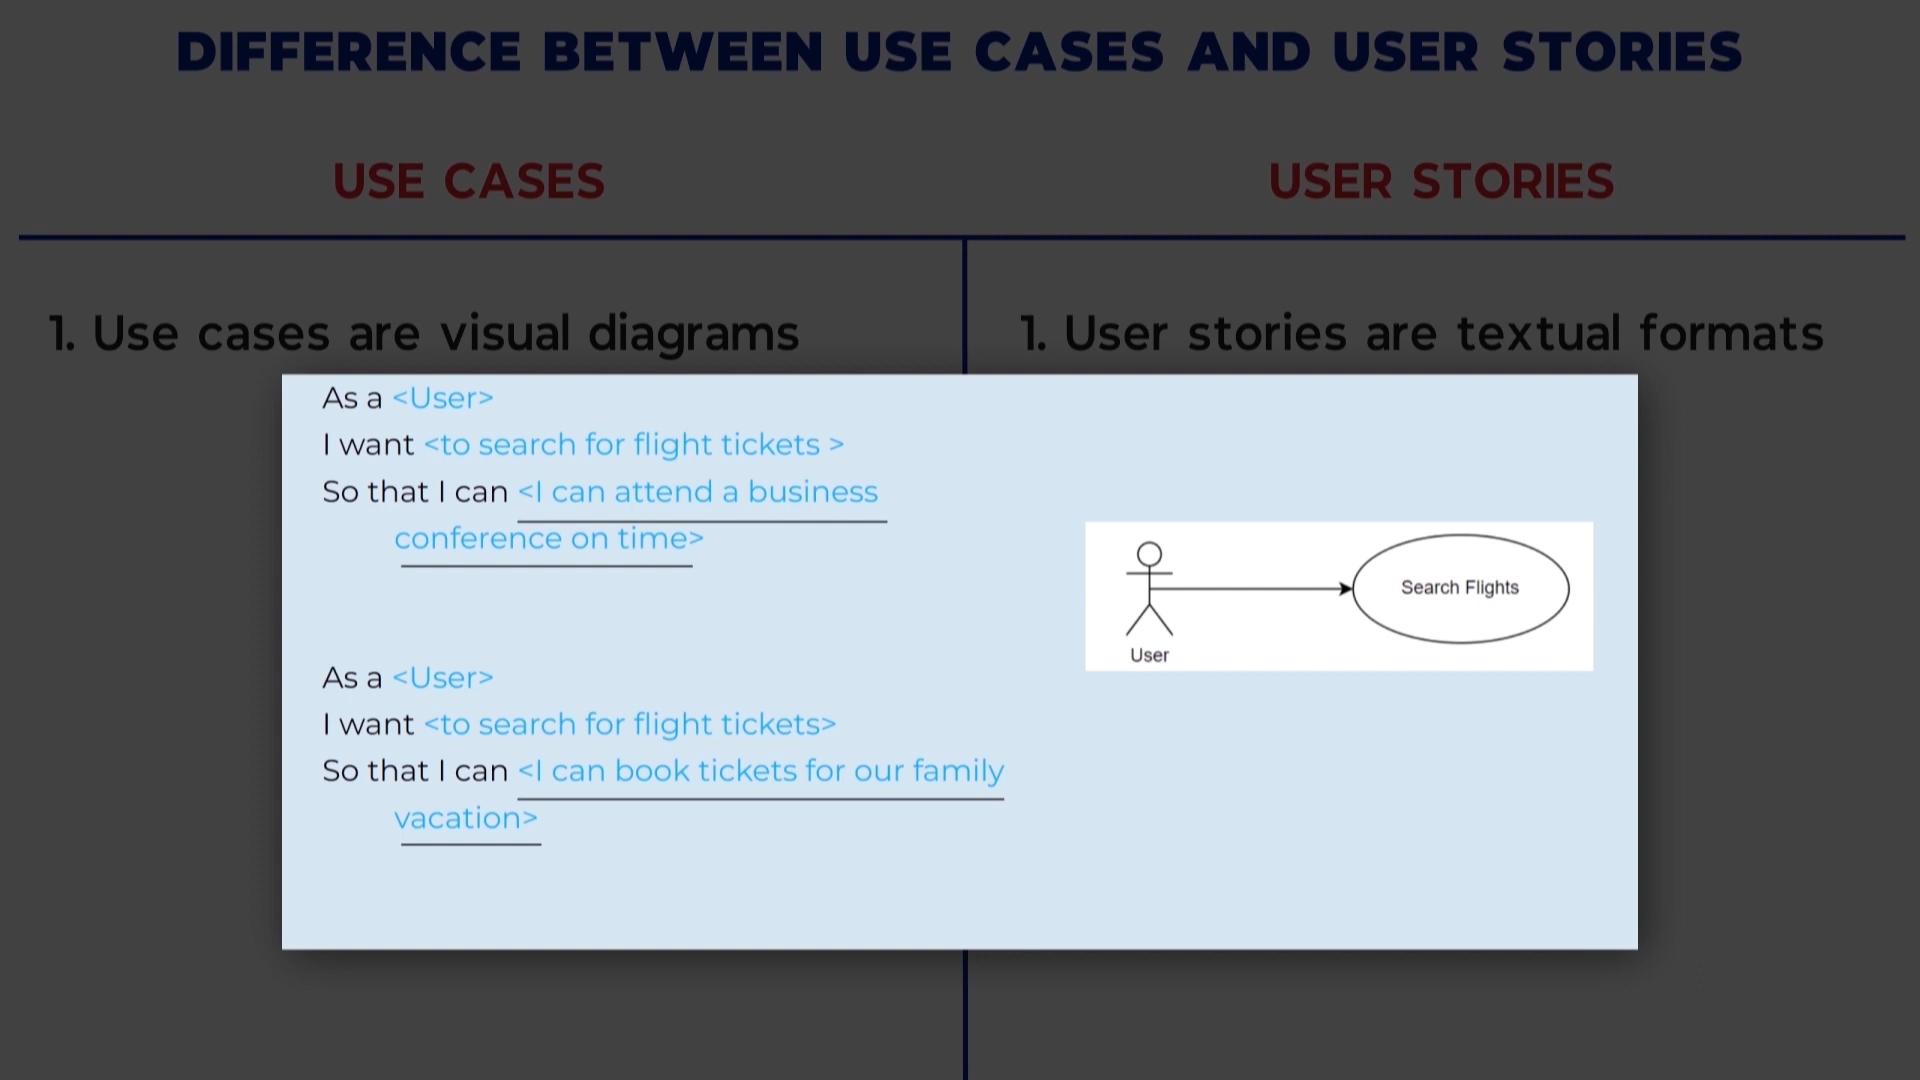 DIFFERENCE BETWEEN USE CASES AND USER STORIES
USE CASES
USER STORIES
1. Use cases are visual diagrams
1. User stories are textual formats
As a <User>
I want <to search for flight tickets >
So that I can <I can attend a business
conference on time>
As a <User>
I want <to search for flight tickets>
So that I can <I can book tickets for our family
vacation>
Search Flights
User